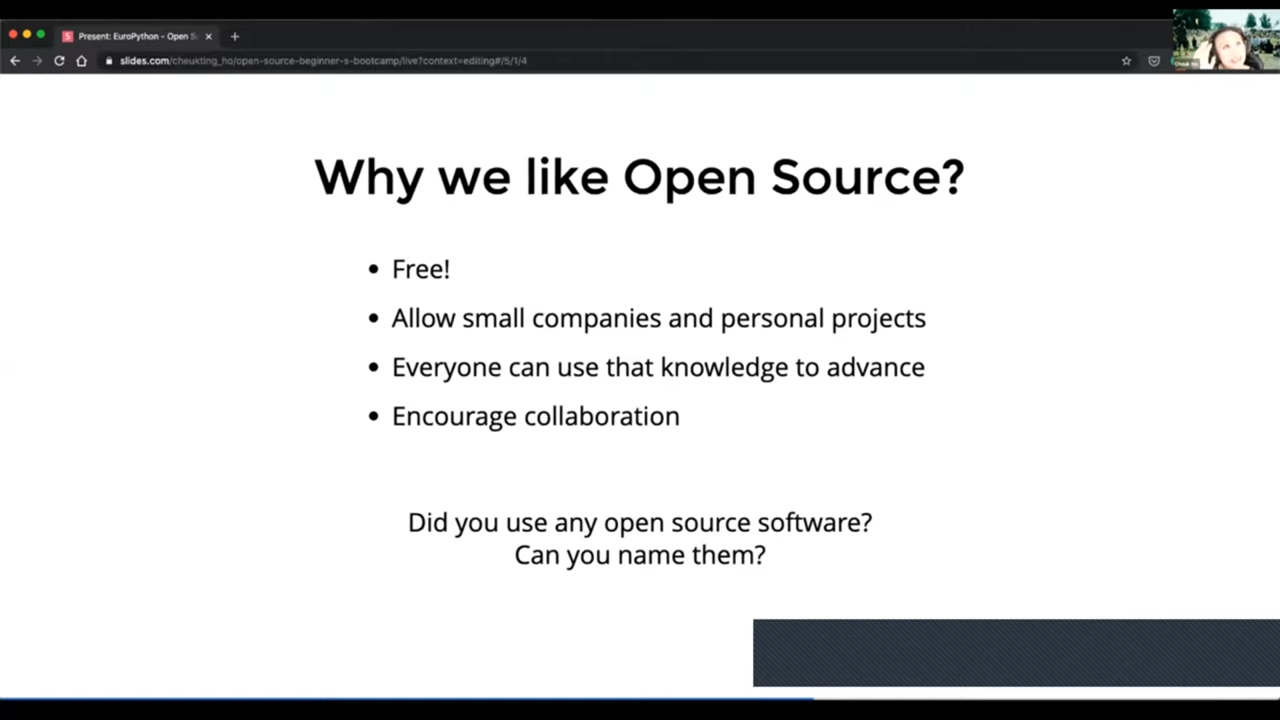 Present: EuroPython - Open S
slides.com/cheukting_ho/open-source-beginner-s-bootcamp/live?context=editing#/5/1/4
Cheuk Ho
Why we like Open Source?
Free!
Allow small companies and personal projects
Everyone can use that knowledge to advance
Encourage collaboration
Did you use any open source software?
Can you name them?